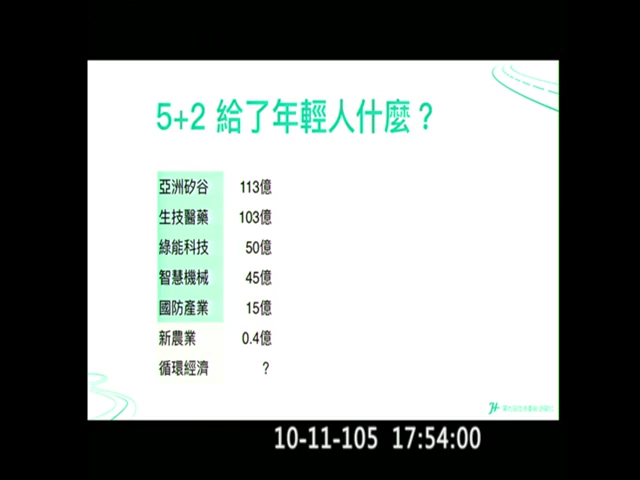 5+2 給了年輕人什麼？
亞洲矽谷 113億
生技醫藥 103億
綠能科技 50億
智慧機械 45億
國防產業 15億
新農業 0.4億
循環經濟 ？
10-11-105 17:54:00